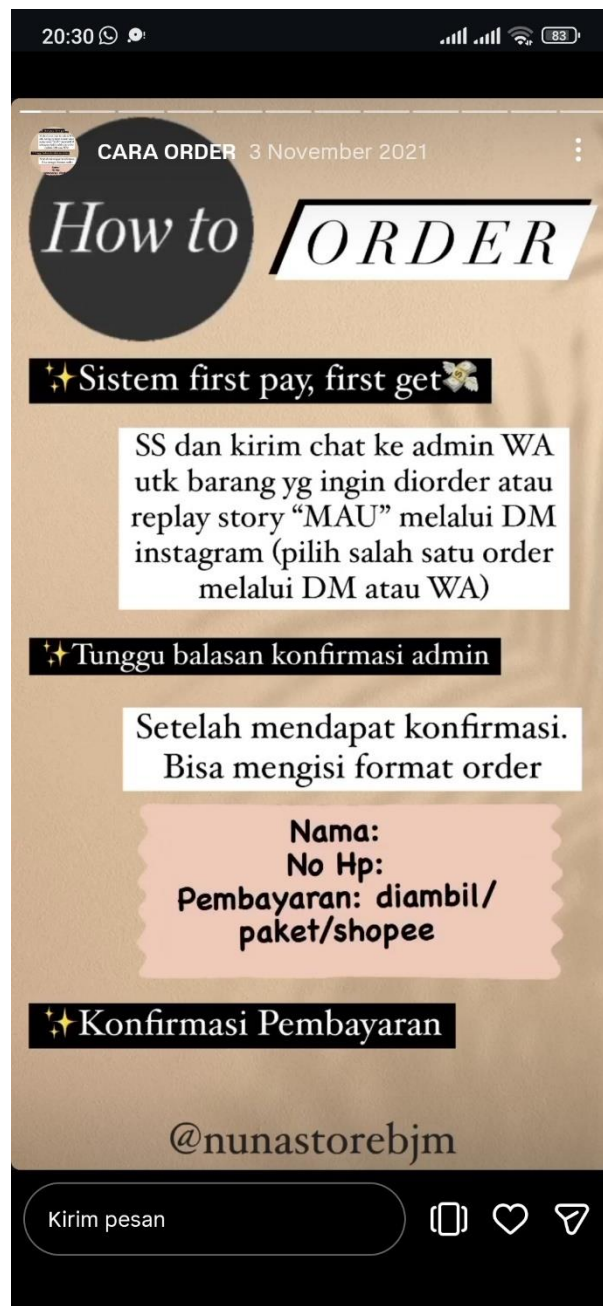 20:30
83
CARA ORDER 3 November 2021
How to ORDER
✨Sistem first pay, first get💸
SS dan kirim chat ke admin WA
utk barang yg ingin diorder atau
replay story “MAU” melalui DM
instagram (pilih salah satu order
melalui DM atau WA)
✨Tunggu balasan konfirmasi admin
Setelah mendapat konfirmasi.
Bisa mengisi format order
Nama:
No Hp:
Pembayaran: diambil/
paket/shopee
✨Konfirmasi Pembayaran
@nunastorebjm
Kirim pesan